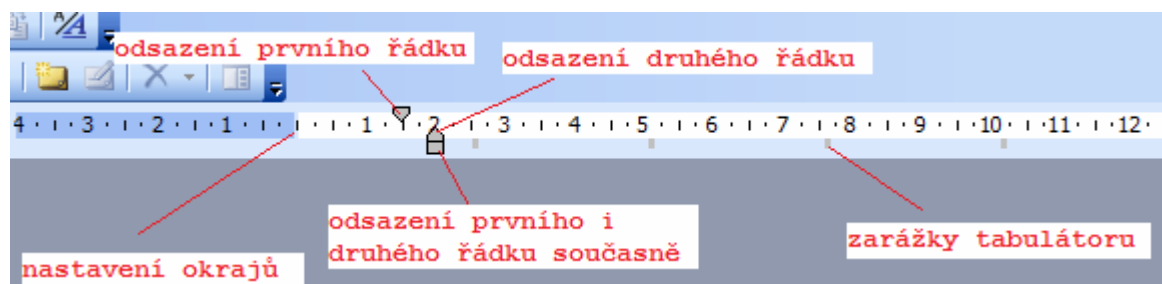 odsazení prvního řádku
odsazení druhého řádku
4 · ı · 3 · ı · 2 · ı · 1 · ı · ı · ı · 1 · ı · 2 · ı · 3 · ı · 4 · ı · 5 · ı · 6 · ı · 7 · ı · 8 · ı · 9 · ı · 10 · ı · 11 · ı · 12 ·
odsazení prvního i
druhého řádku současně
zarážky tabulátoru
nastavení okrajů